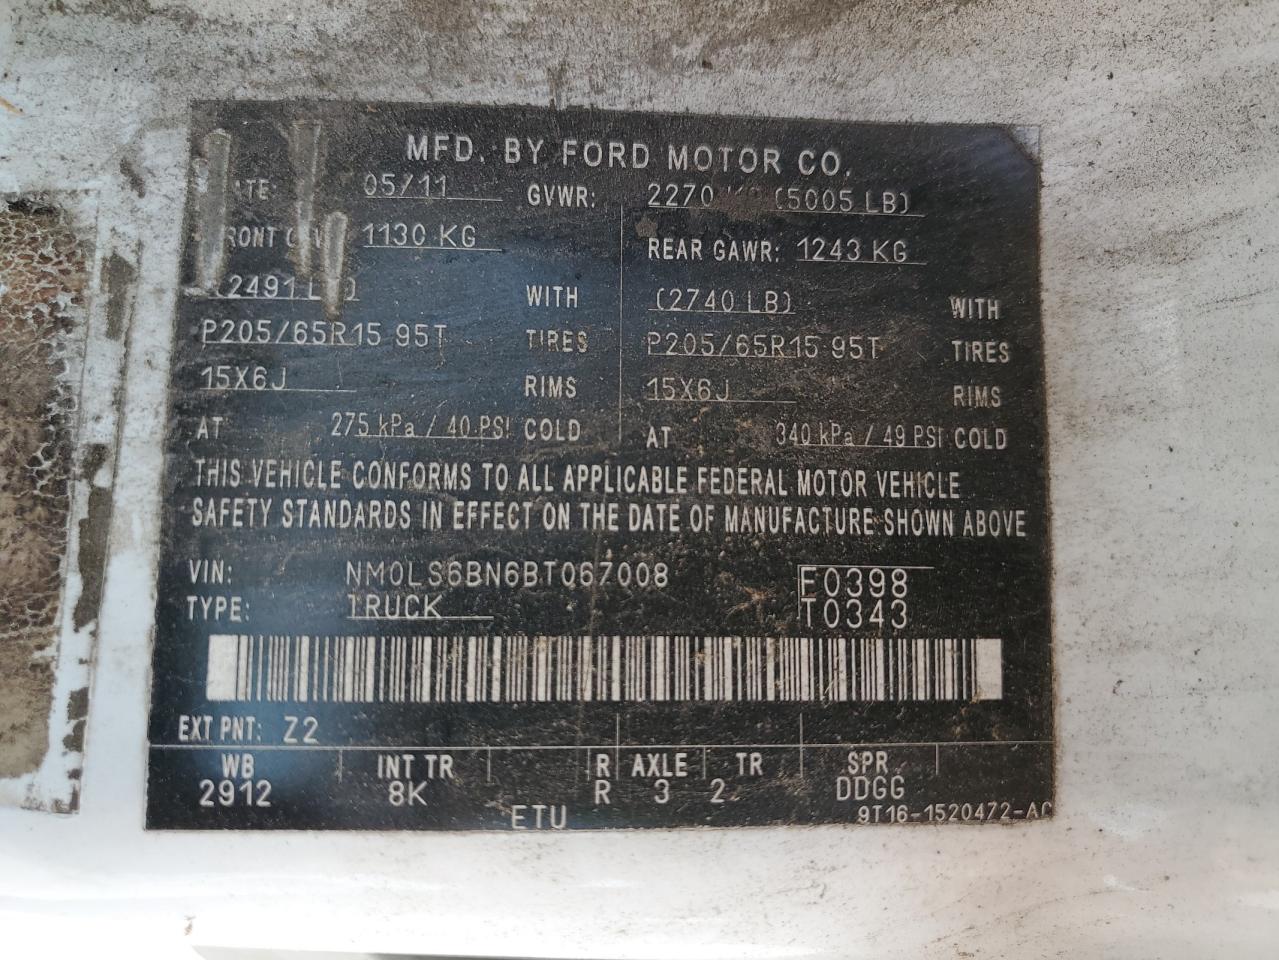 MFD. BY FORD MOTOR CO.
05/11 GVWR: 2270 (5005 LB)
1130 KG REAR GAWR: 1243 KG
WITH (2740 LB) WITH
P205/65R15 95T TIRES P205/65R15 95T TIRES
15X6J RIMS 15X6J RIMS
AT 275 kPa / 40 PSI COLD AT 340 kPa / 49 PSI COLD
THIS VEHICLE CONFORMS TO ALL APPLICABLE FEDERAL MOTOR VEHICLE
SAFETY STANDARDS IN EFFECT ON THE DATE OF MANUFACTURE SHOWN ABOVE
VIN: NM0LS6BN6BT067008 F0398
TYPE: TRUCK T0343
EXT PNT: Z2
WB INT TR R AXLE TR SPR
2912 8K R 3 2 DDGG
ETU 9T16-1520472-AC